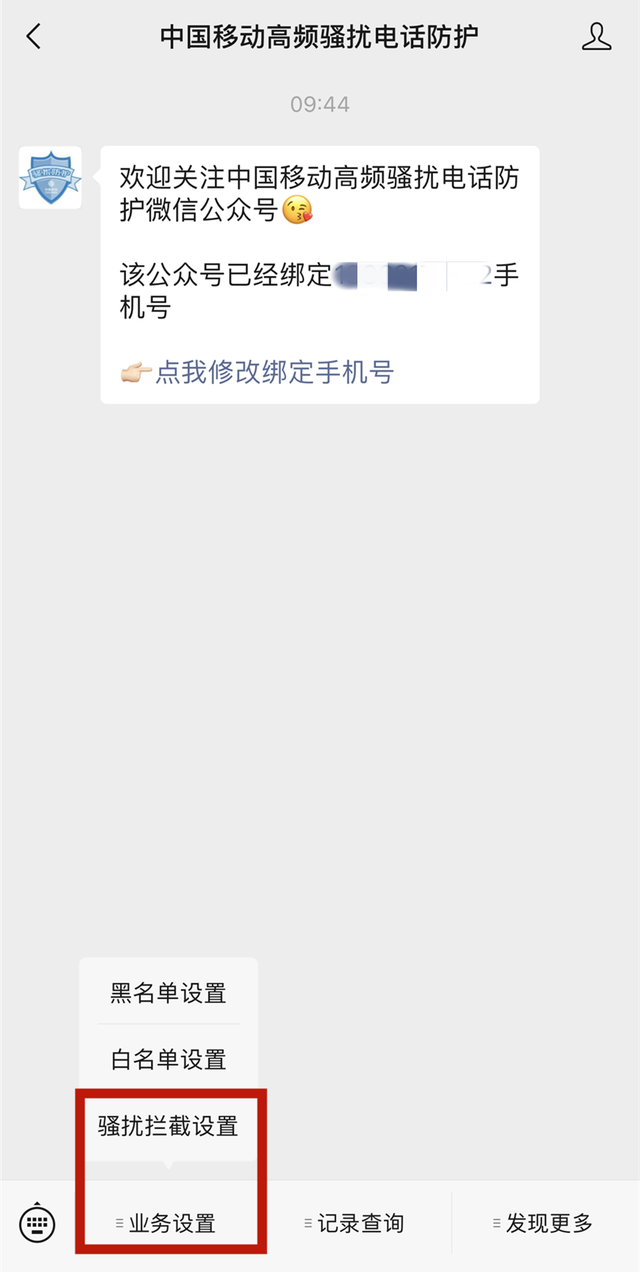 中国移动高频骚扰电话防护
09:44
骚扰防护
欢迎关注中国移动高频骚扰电话防
护微信公众号😘
该公众号已经绑定 2手
机号
👉🏻点我修改绑定手机号
黑名单设置
白名单设置
骚扰拦截设置
业务设置
记录查询
发现更多